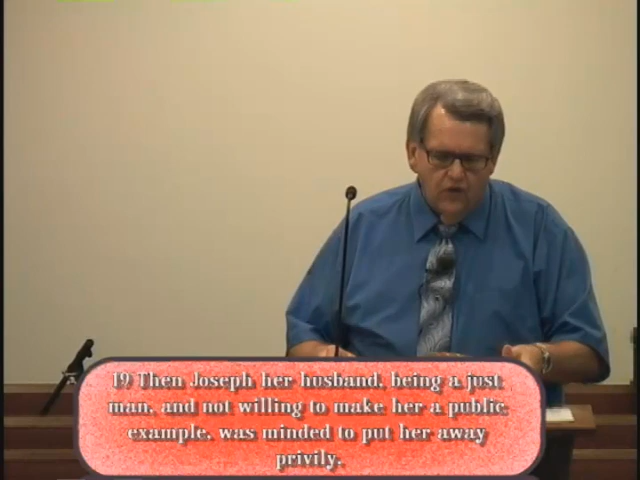 19 Then Joseph her husband, being a just
man, and not willing to make her a public
example, was minded to put her away
privily.